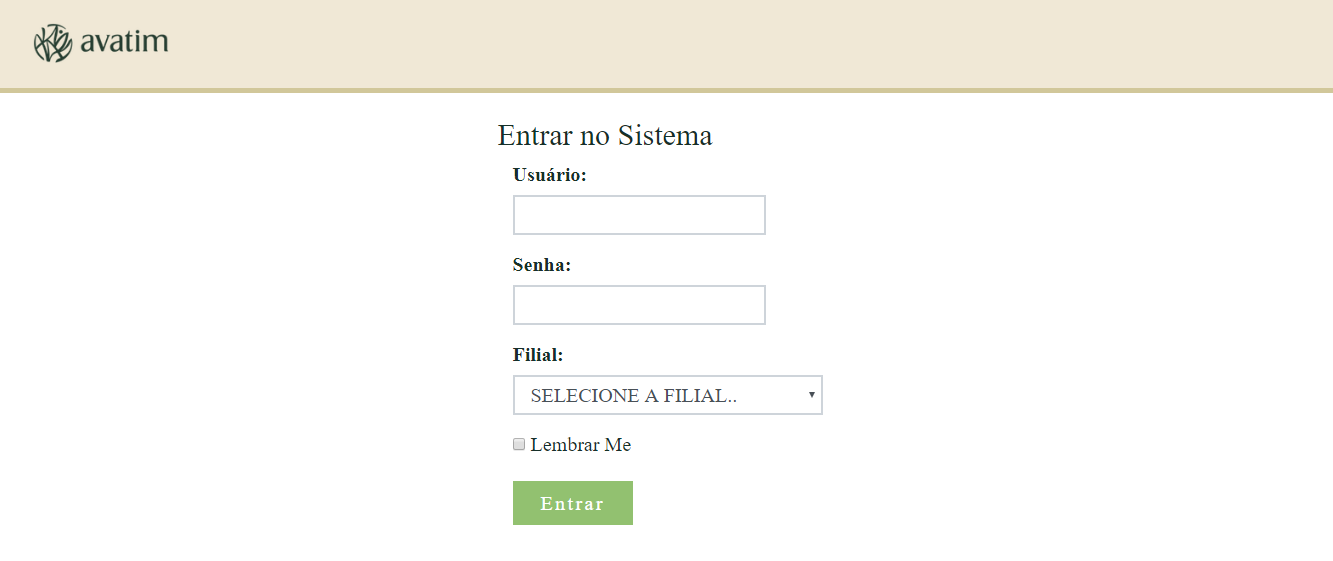 avatim
Entrar no Sistema
Usuário:
Senha:
Filial:
SELECIONE A FILIAL..
Lembrar Me
Entrar